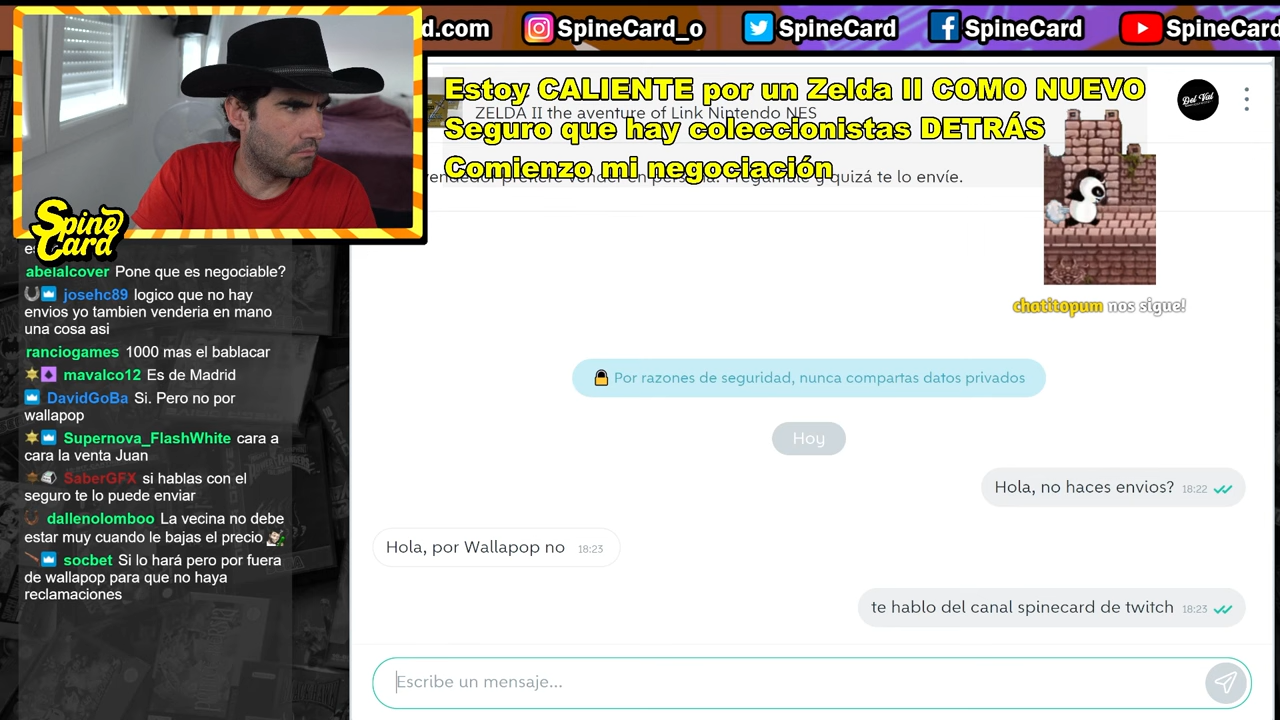 d.com
SpineCard_o
SpineCard
SpineCard
SpineCard
Estoy CALIENTE por un Zelda II COMO NUEVO
ZELDA II the aventure of Link Nintendo NES
Seguro que hay coleccionistas DETRÁS
Comienzo mi negociación
vendedor prefiere vender en persona. Pregúntale y quizá te lo envíe.
Del Val
Spine
Card
chatitopum nos sigue!
abelalcover Pone que es negociable?
josehc89 logico que no hay
envios yo tambien venderia en mano
una cosa asi
ranciogames 1000 mas el bablacar
mavalco12 Es de Madrid
DavidGoBa Si. Pero no por
wallapop
Supernova_FlashWhite cara a
cara la venta Juan
SaberGFX si hablas con el
seguro te lo puede enviar
dallenolomboo La vecina no debe
estar muy cuando le bajas el precio
socbet Si lo hará pero por fuera
de wallapop para que no haya
reclamaciones
Por razones de seguridad, nunca compartas datos privados
Hoy
Hola, no haces envios? 18:22
Hola, por Wallapop no 18:23
te hablo del canal spinecard de twitch 18:23
Escribe un mensaje...